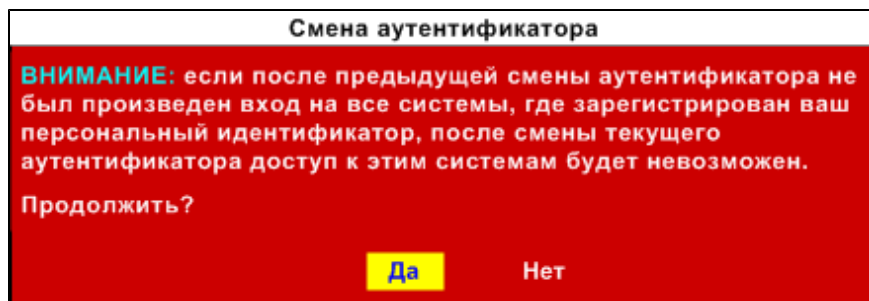 Смена аутентификатора
ВНИМАНИЕ: если после предыдущей смены аутентификатора не
был произведен вход на все системы, где зарегистрирован ваш
персональный идентификатор, после смены текущего
аутентификатора доступ к этим системам будет невозможен.
Продолжить?
Да Нет